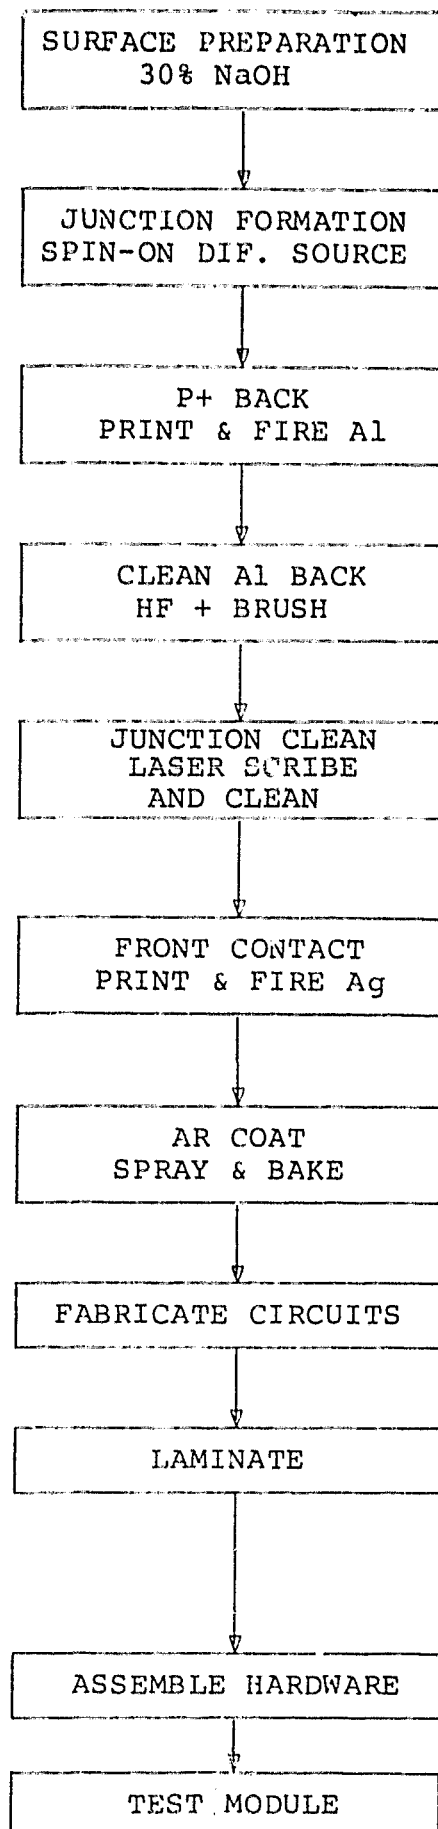 SURFACE PREPARATION
30% NaOH
JUNCTION FORMATION
SPIN-ON DIF. SOURCE
P+ BACK
PRINT & FIRE Al
CLEAN Al BACK
HF + BRUSH
JUNCTION CLEAN
LASER SCRIBE
AND CLEAN
FRONT CONTACT
PRINT & FIRE Ag
AR COAT
SPRAY & BAKE
FABRICATE CIRCUITS
LAMINATE
ASSEMBLE HARDWARE
TEST MODULE